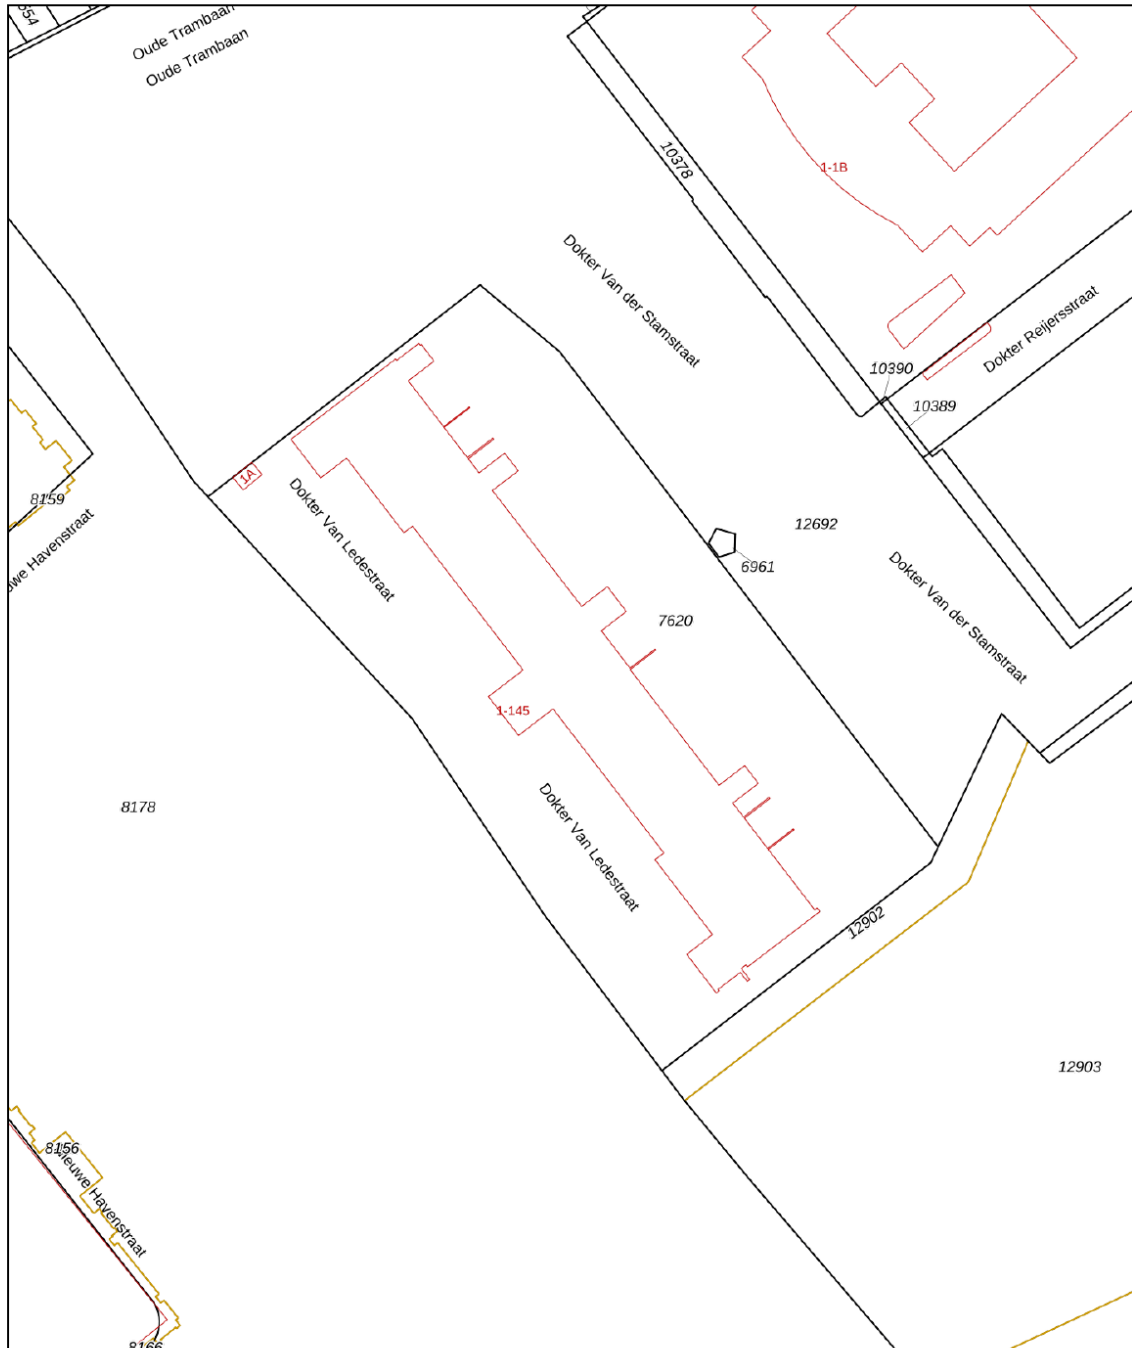 Oude Trambaan
Oude Trambaan
10378
1-1B
Dokter Van der Stamstraat
Dokter Reijersstraat
10390
10389
1A
Dokter Van Ledestraat
8159
12692
6961
Dokter Van der Stamstraat
7620
1-145
8178
Dokter Van Ledestraat
12902
12903
8156
Nieuwe Havenstraat